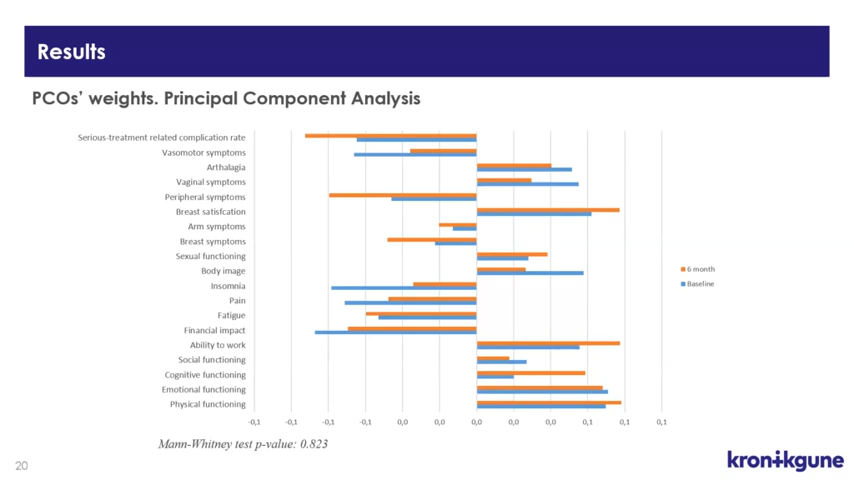 Results
PCOs’ weights. Principal Component Analysis
Serious-treatment related complication rate
Vasomotor symptoms
Arthalagia
Vaginal symptoms
Peripheral symptoms
Breast satisfcation
Arm symptoms
Breast symptoms
Sexual functioning
Body image
Insomnia
Pain
Fatigue
Financial impact
Ability to work
Social functioning
Cognitive functioning
Emotional functioning
Physical functioning
6 month
Baseline
-0,1 -0,1 -0,1 -0,1 0,0 0,0 0,0 0,0 0,0 0,1 0,1 0,1
Mann-Whitney test p-value: 0.823
20
kronikgune